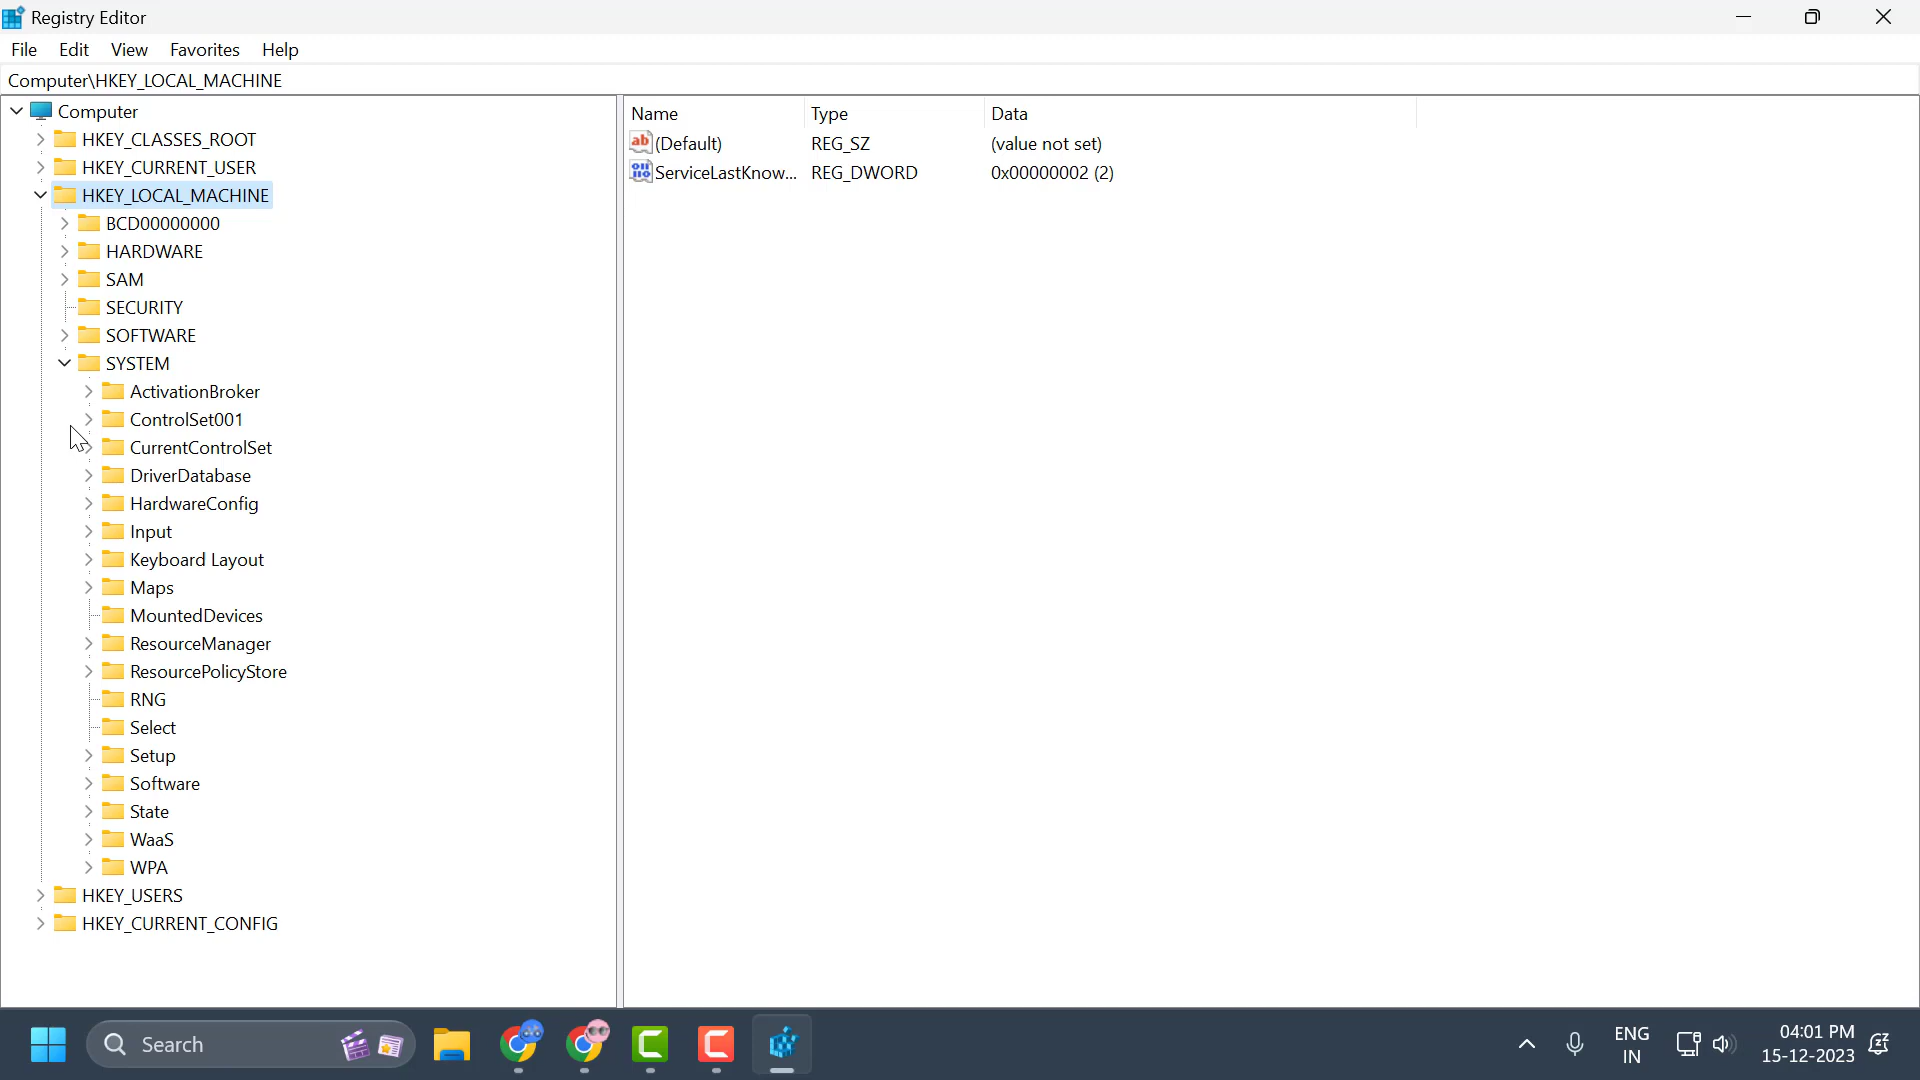 Registry Editor
File Edit View Favorites Help
Computer\HKEY_LOCAL_MACHINE
Computer
HKEY_CLASSES_ROOT
HKEY_CURRENT_USER
HKEY_LOCAL_MACHINE
BCD00000000
HARDWARE
SAM
SECURITY
SOFTWARE
SYSTEM
ActivationBroker
ControlSet001
CurrentControlSet
DriverDatabase
HardwareConfig
Input
Keyboard Layout
Maps
MountedDevices
ResourceManager
ResourcePolicyStore
RNG
Select
Setup
Software
State
WaaS
WPA
HKEY_USERS
HKEY_CURRENT_CONFIG
Name Type Data
(Default) REG_SZ (value not set)
ServiceLastKnow... REG_DWORD 0x00000002 (2)
Search
ENG
IN
04:01 PM
15-12-2023